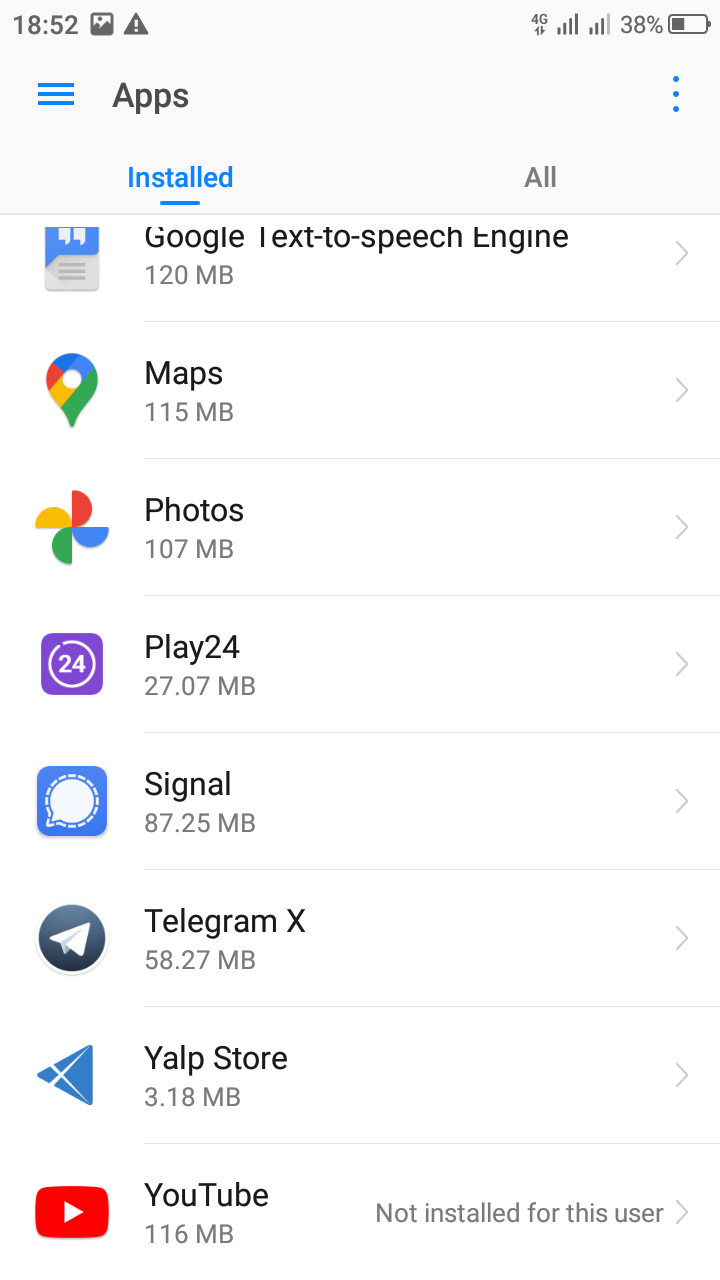 18:52
4G
38%
Apps
Installed
All
Google Text-to-speech Engine
120 MB
Maps
115 MB
Photos
107 MB
24
Play24
27.07 MB
Signal
87.25 MB
Telegram X
58.27 MB
Yalp Store
3.18 MB
YouTube
Not installed for this user
116 MB